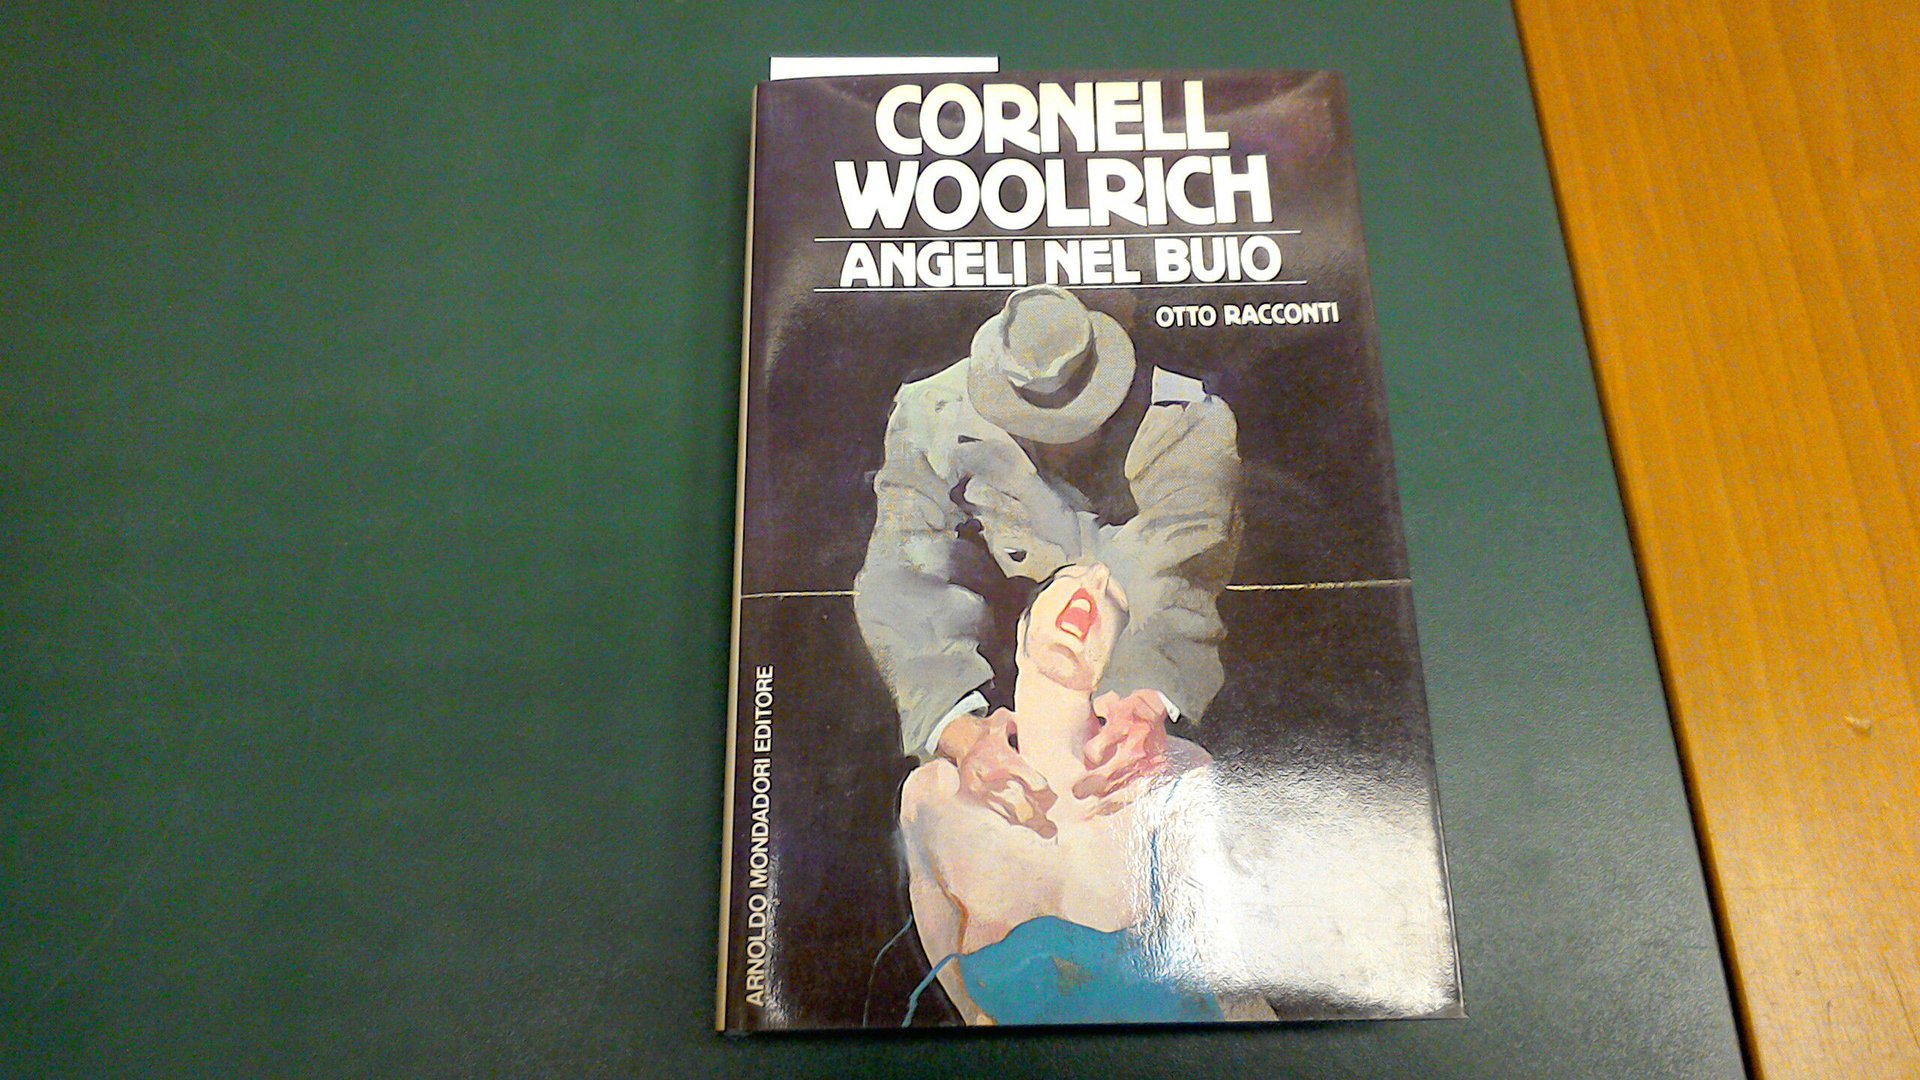 CORNELL
WOOLRICH
ANGELI NEL BUIO
OTTO RACCONTI
ARNOLDO MONDADORI EDITORE